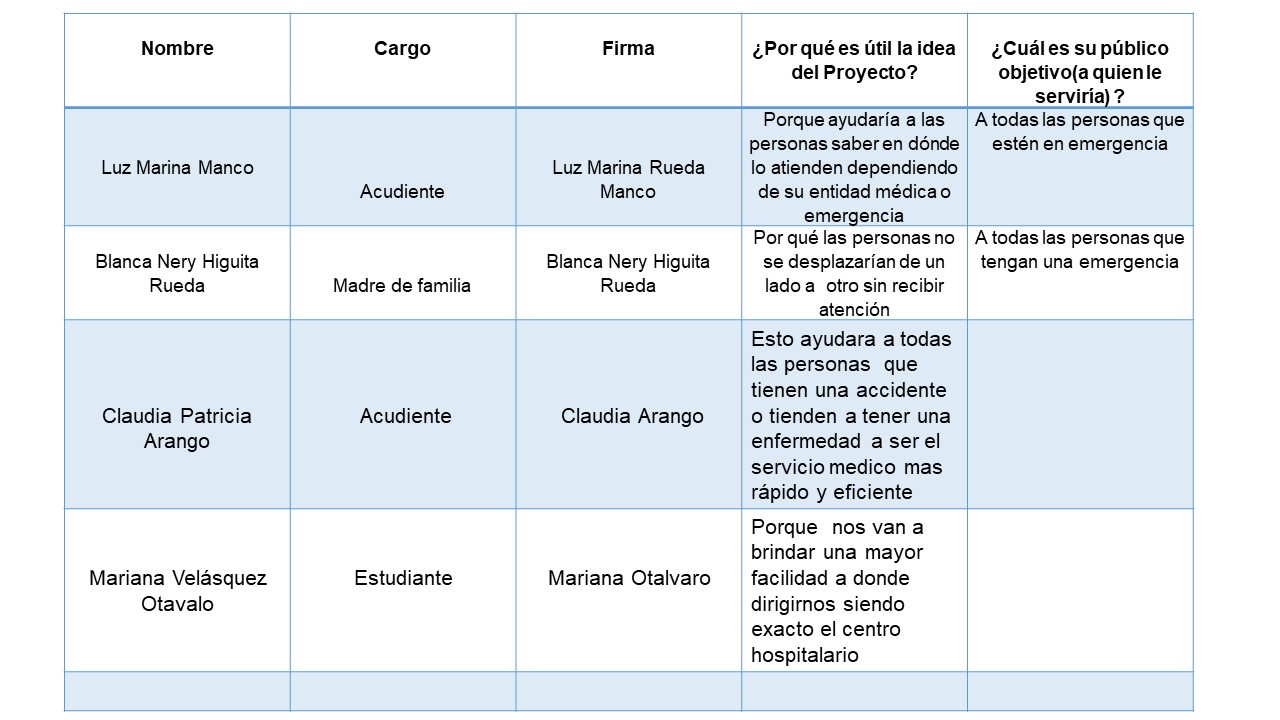 Nombre
Cargo
Firma
¿Por qué es útil la idea
del Proyecto?
¿Cuál es su público
objetivo(a quien le
serviría) ?
Luz Marina Manco
Acudiente
Luz Marina Rueda
Manco
Porque ayudaría a las
personas saber en dónde
lo atienden dependiendo
de su entidad médica o
emergencia
A todas las personas que
estén en emergencia
Blanca Nery Higuita
Rueda
Madre de familia
Blanca Nery Higuita
Rueda
Por qué las personas no
se desplazarían de un
lado a otro sin recibir
atención
A todas las personas que
tengan una emergencia
Claudia Patricia
Arango
Acudiente
Claudia Arango
Esto ayudara a todas
las personas que
tienen una accidente
o tienden a tener una
enfermedad a ser el
servicio medico mas
rápido y eficiente
Mariana Velásquez
Otavalo
Estudiante
Mariana Otalvaro
Porque nos van a
brindar una mayor
facilidad a donde
dirigirnos siendo
exacto el centro
hospitalario